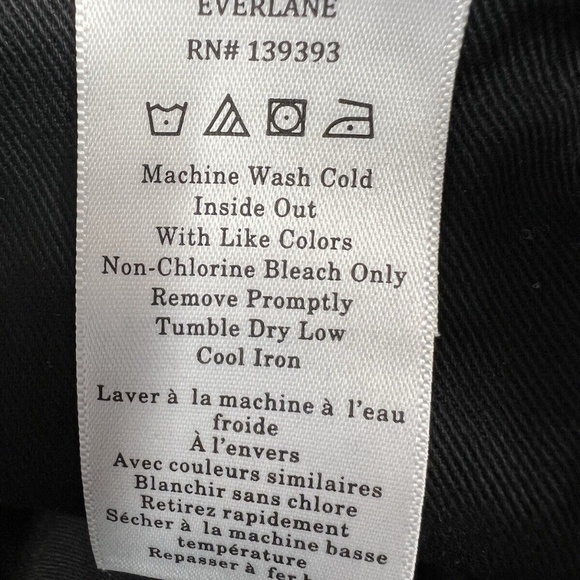 EVERLANE
RN# 139393
Machine Wash Cold
Inside Out
With Like Colors
Non-Chlorine Bleach Only
Remove Promptly
Tumble Dry Low
Cool Iron
Laver à la machine à l'eau
froide
À l'envers
Avec couleurs similaires
Blanchir sans chlore
Retirez rapidement
Sécher à la machine basse
température
Repasser à fer